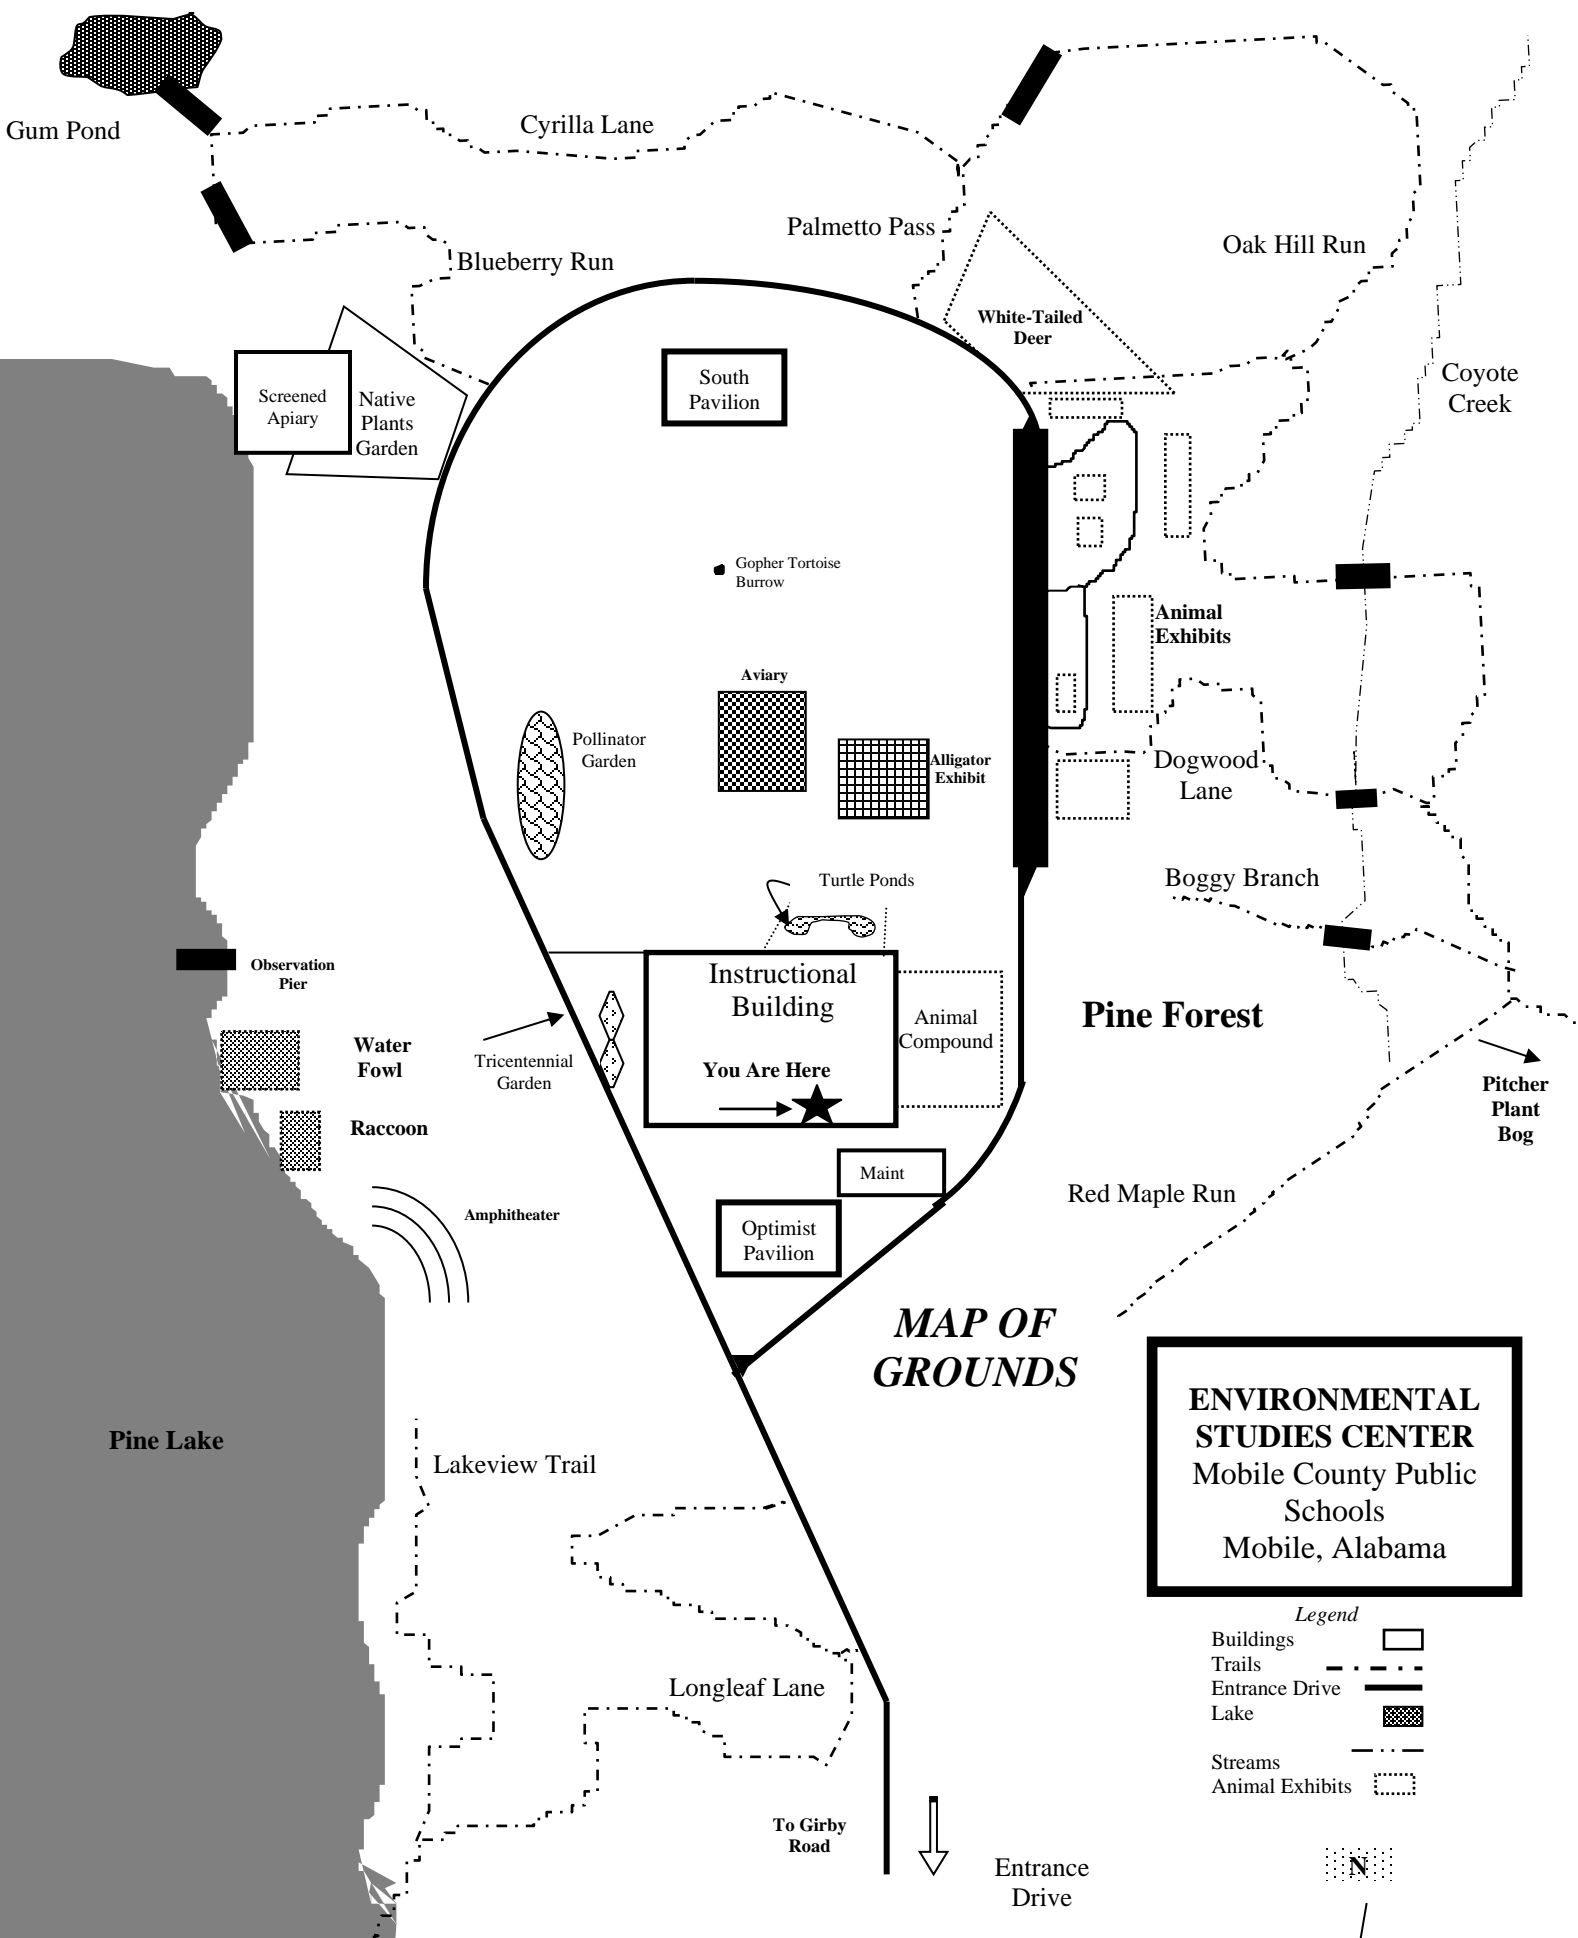 Gum Pond
Cyrilla Lane
Palmetto Pass
Oak Hill Run
Blueberry Run
White-Tailed
Deer
South
Pavilion
Screened
Apiary
Native
Plants
Garden
Coyote
Creek
Gopher Tortoise
Burrow
Animal
Exhibits
Aviary
Pollinator
Garden
Alligator
Exhibit
Dogwood
Lane
Turtle Ponds
Boggy Branch
Observation
Pier
Instructional
Building
Animal
Compound
Pine Forest
Water
Fowl
Tricentennial
Garden
You Are Here
Pitcher
Plant
Bog
Raccoon
Maint
Red Maple Run
Amphitheater
Optimist
Pavilion
MAP OF
GROUNDS
ENVIRONMENTAL
STUDIES CENTER
Mobile County Public
Schools
Mobile, Alabama
Pine Lake
Lakeview Trail
Longleaf Lane
Legend
Buildings
Trails
Entrance Drive
Lake
Streams
Animal Exhibits
To Girby
Road
Entrance
Drive
N